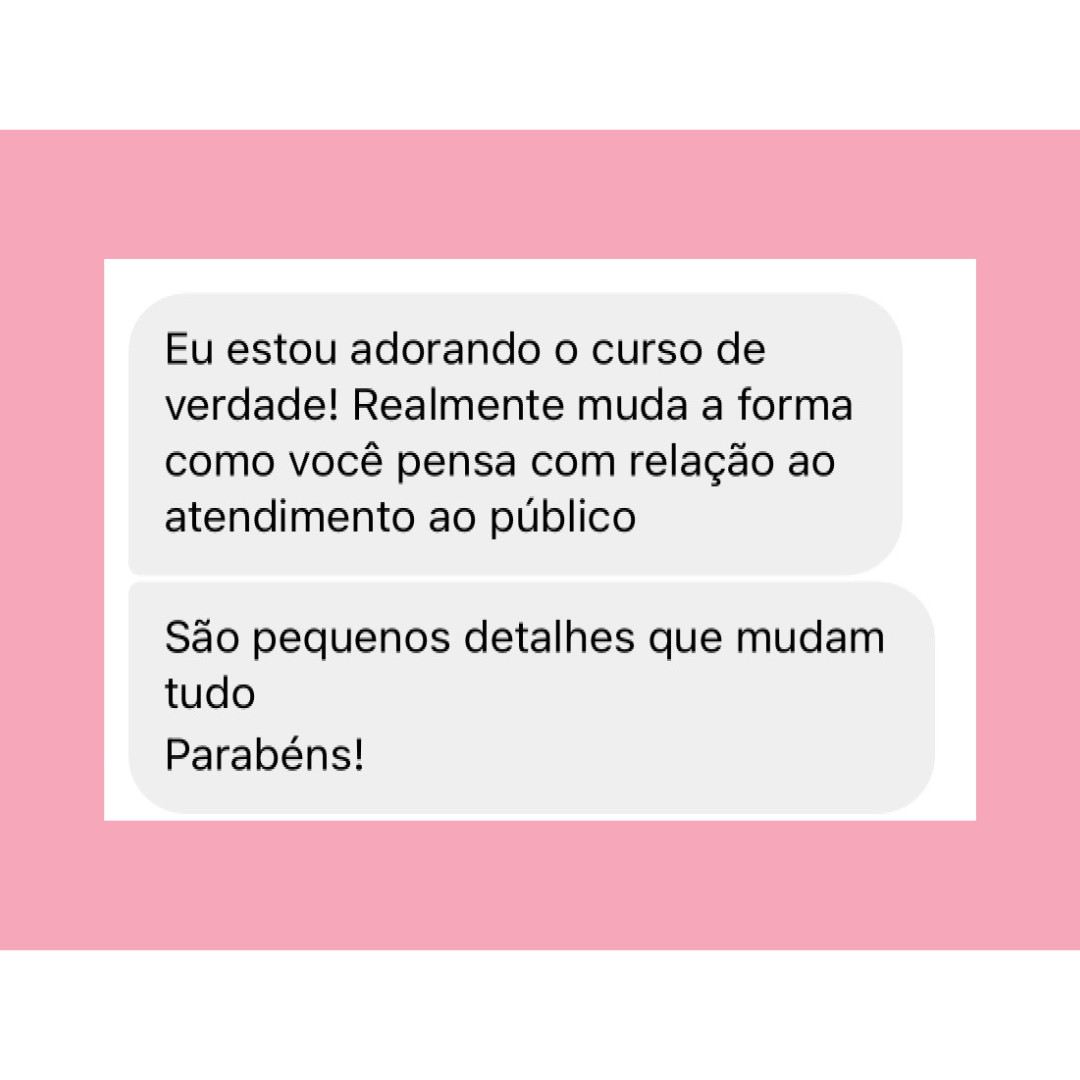 Eu estou adorando o curso de
verdade! Realmente muda a forma
como você pensa com relação ao
atendimento ao público
São pequenos detalhes que mudam
tudo
Parabéns!